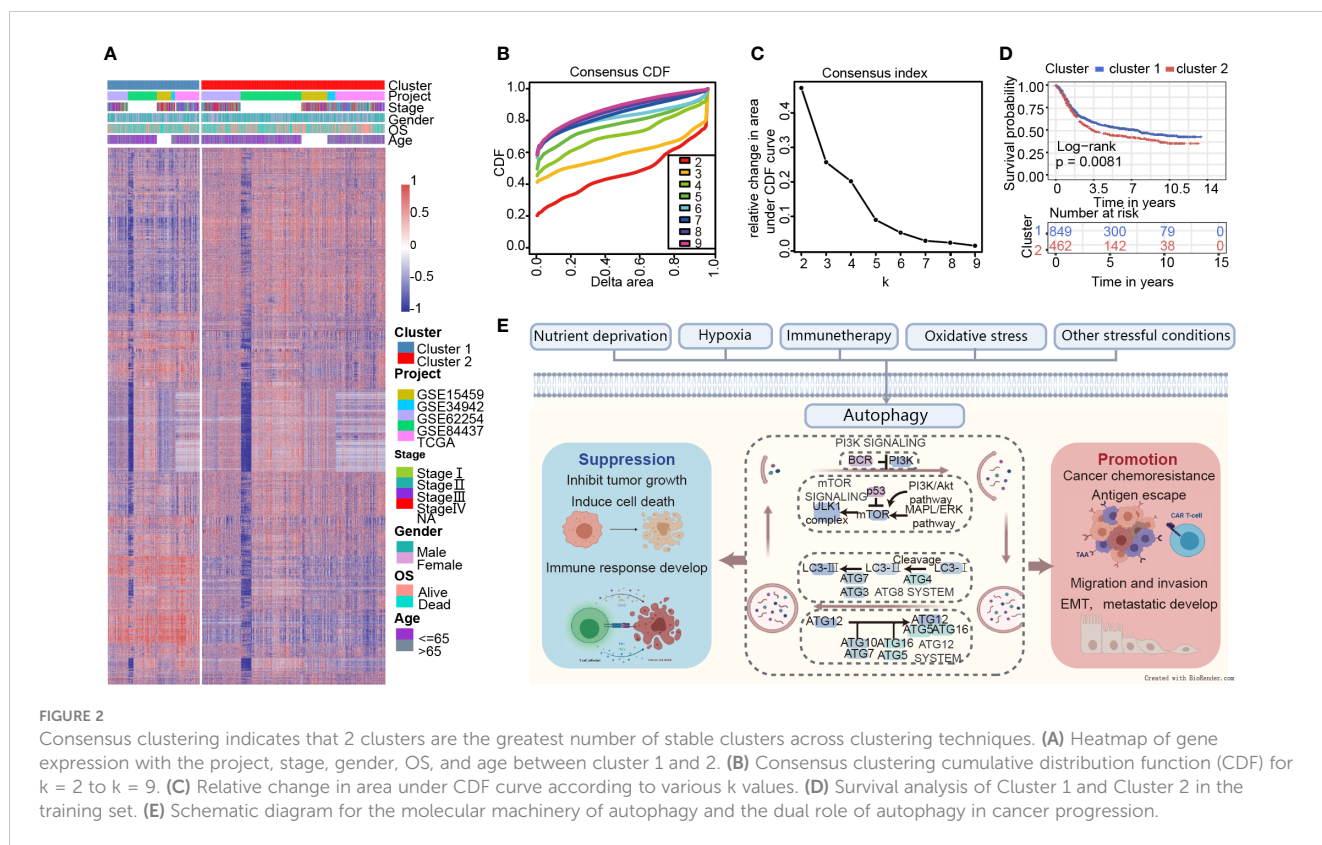 A
Cluster
Project
Stage
Gender
OS
Age
1
0.5
0
-0.5
-1
Cluster
Cluster 1
Cluster 2
Project
GSE15459
GSE34942
GSE62254
GSE84437
TCGA
Stage
Stage Ⅰ
StageⅡ
StageⅢ
StageⅣ
NA
Gender
Male
Female
OS
Alive
Dead
Age
<=65
>65
B
Consensus CDF
CDF
1.0
0.8
0.6
0.4
0.2
0.0
0.0
0.2
0.4
0.6
0.8
1.0
Delta area
2
3
4
5
6
7
8
9
C
Consensus index
relative change in area
under CDF curve
0.4
0.3
0.2
0.1
0.0
2 3 4 5 6 7 8 9
k
D
Cluster cluster 1 cluster 2
Survival probability
1.00
0.75
0.50
0.25
0.00
Log-rank
p = 0.0081
0 3.5 7 10.5 14
Time in years
Number at risk
Cluster
1 849 300 79 0
2 462 142 38 0
0 5 10 15
Time in years
E
Nutrient deprivation
Hypoxia
Immunetherapy
Oxidative stress
Other stressful conditions
Autophagy
Suppression
Inhibit tumor growth
Induce cell death
Immune response develop
PI3K SIGNALING
BCR PI3K
mTOR
SIGNALING
p53
PI3K/Akt
pathway
ULK1
complex
mTOR
MAPL/ERK
pathway
Cleavage
LC3-Ⅲ LC3-Ⅱ LC3-Ⅰ
ATG7 ATG4
ATG3 ATG8 SYSTEM
ATG12 ATG12
ATG5ATG16
ATG10ATG16 ATG12
ATG7 ATG5 SYSTEM
Promotion
Cancer chemoresistance
Antigen escape
CAR T-cell
TAA
Migration and invasion
EMT, metastatic develop
Created with BioRender.com
FIGURE 2
Consensus clustering indicates that 2 clusters are the greatest number of stable clusters across clustering techniques. (A) Heatmap of gene
expression with the project, stage, gender, OS, and age between cluster 1 and 2. (B) Consensus clustering cumulative distribution function (CDF) for
k = 2 to k = 9. (C) Relative change in area under CDF curve according to various k values. (D) Survival analysis of Cluster 1 and Cluster 2 in the
training set. (E) Schematic diagram for the molecular machinery of autophagy and the dual role of autophagy in cancer progression.